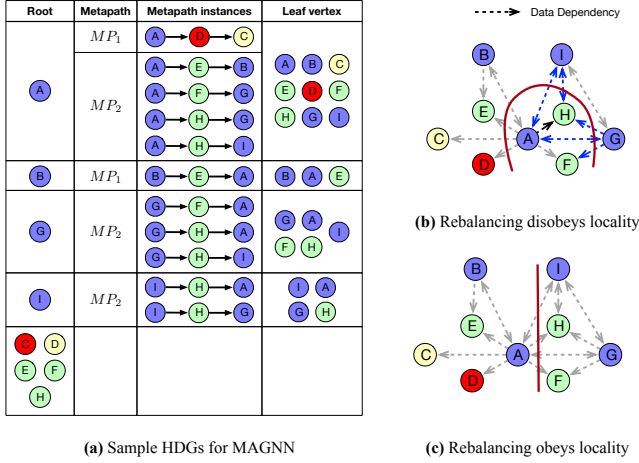 Root Metapath Metapath instances Leaf vertex
A MP1 A D C A B C E D F H G I
MP2 A E B
A F G
A H G
A H I
B MP1 B E A B A E
G MP2 G F A G A I F H
G H A
G H I
I MP2 I H A I A G H
I H G
C D
E F
H
(a) Sample HDGs for MAGNN
Data Dependency
B I
E H
C A G
D F
(b) Rebalancing disobeys locality
B I
E H
C A G
D F
(c) Rebalancing obeys locality